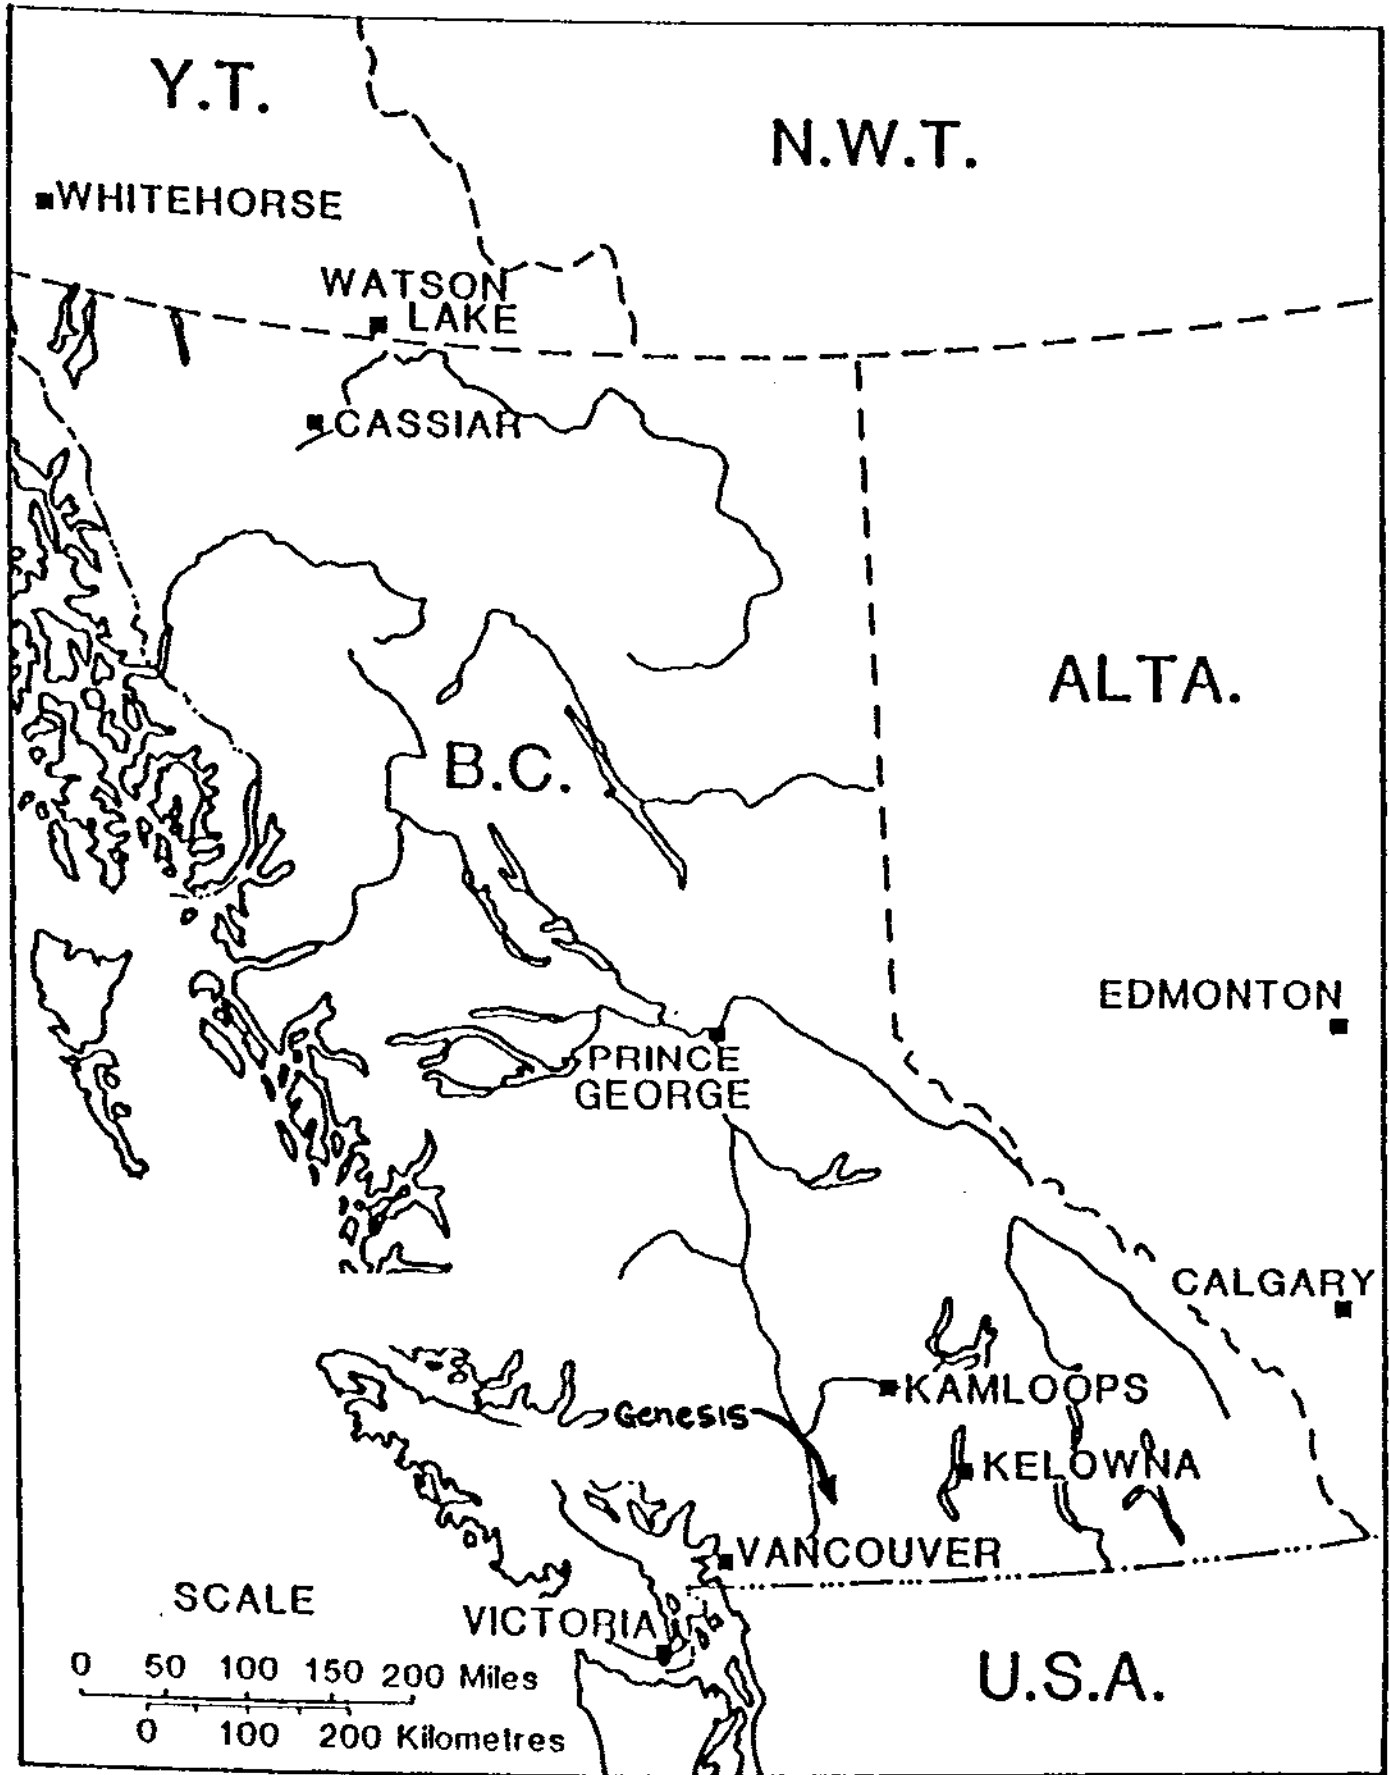 Y.T.
N.W.T.
WHITEHORSE
WATSON
LAKE
CASSIAR
ALTA.
B.C.
EDMONTON
PRINCE
GEORGE
CALGARY
KAMLOOPS
Genesis
KELOWNA
VANCOUVER
SCALE
VICTORIA
0 50 100 150 200 Miles
0 100 200 Kilometres
U.S.A.